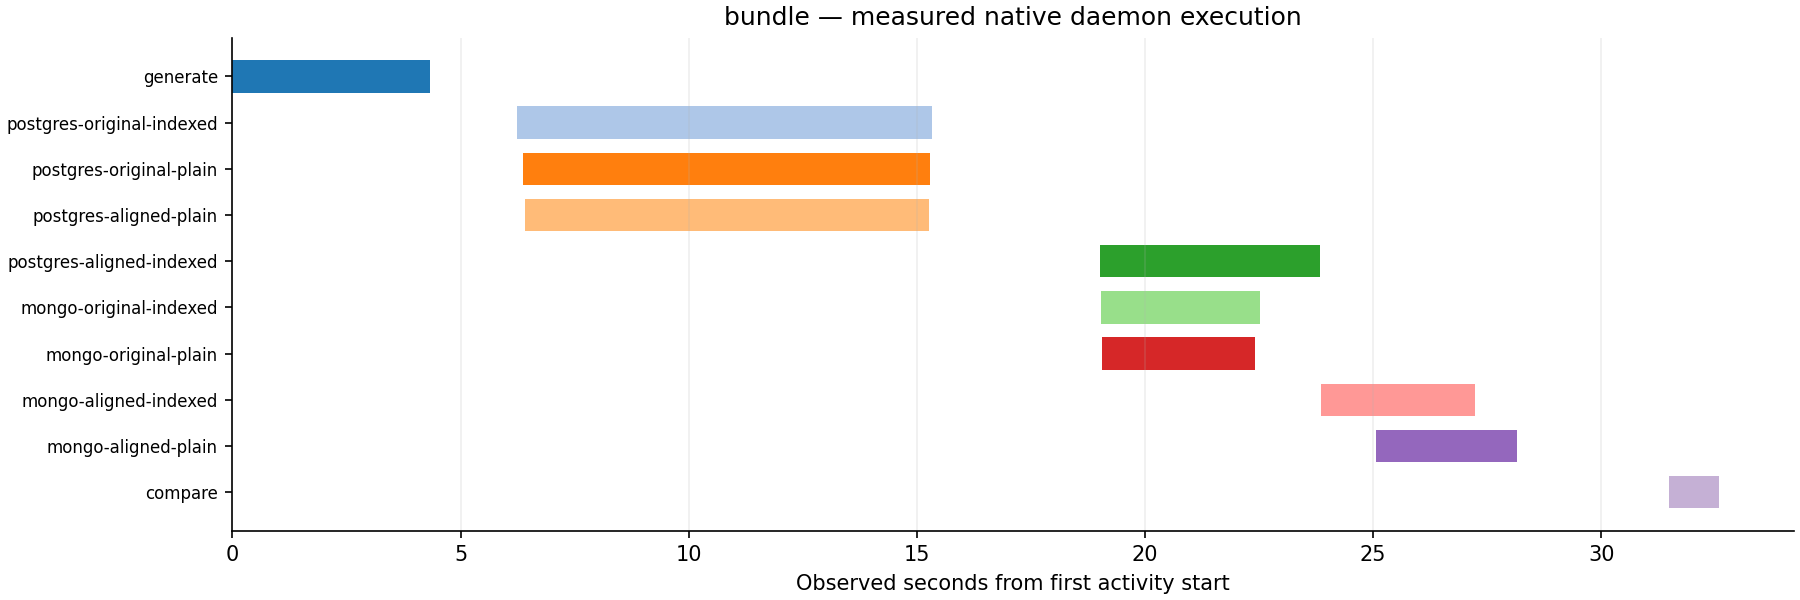 bundle — measured native daemon execution
generate
postgres-original-indexed
postgres-original-plain
postgres-aligned-plain
postgres-aligned-indexed
mongo-original-indexed
mongo-original-plain
mongo-aligned-indexed
mongo-aligned-plain
compare
0 5 10 15 20 25 30
Observed seconds from first activity start